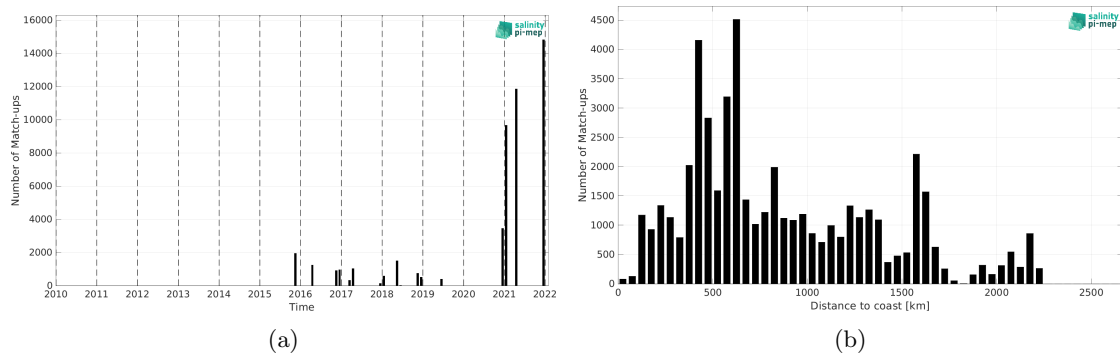 16000
14000
12000
10000
8000
6000
4000
2000
0
Number of Match-ups
2010 2011 2012 2013 2014 2015 2016 2017 2018 2019 2020 2021 2022
Time
salinity
pi-mep
(a)
4500
4000
3500
3000
2500
2000
1500
1000
500
0
Number of Match-ups
0 500 1000 1500 2000 2500
Distance to coast [km]
salinity
pi-mep
(b)